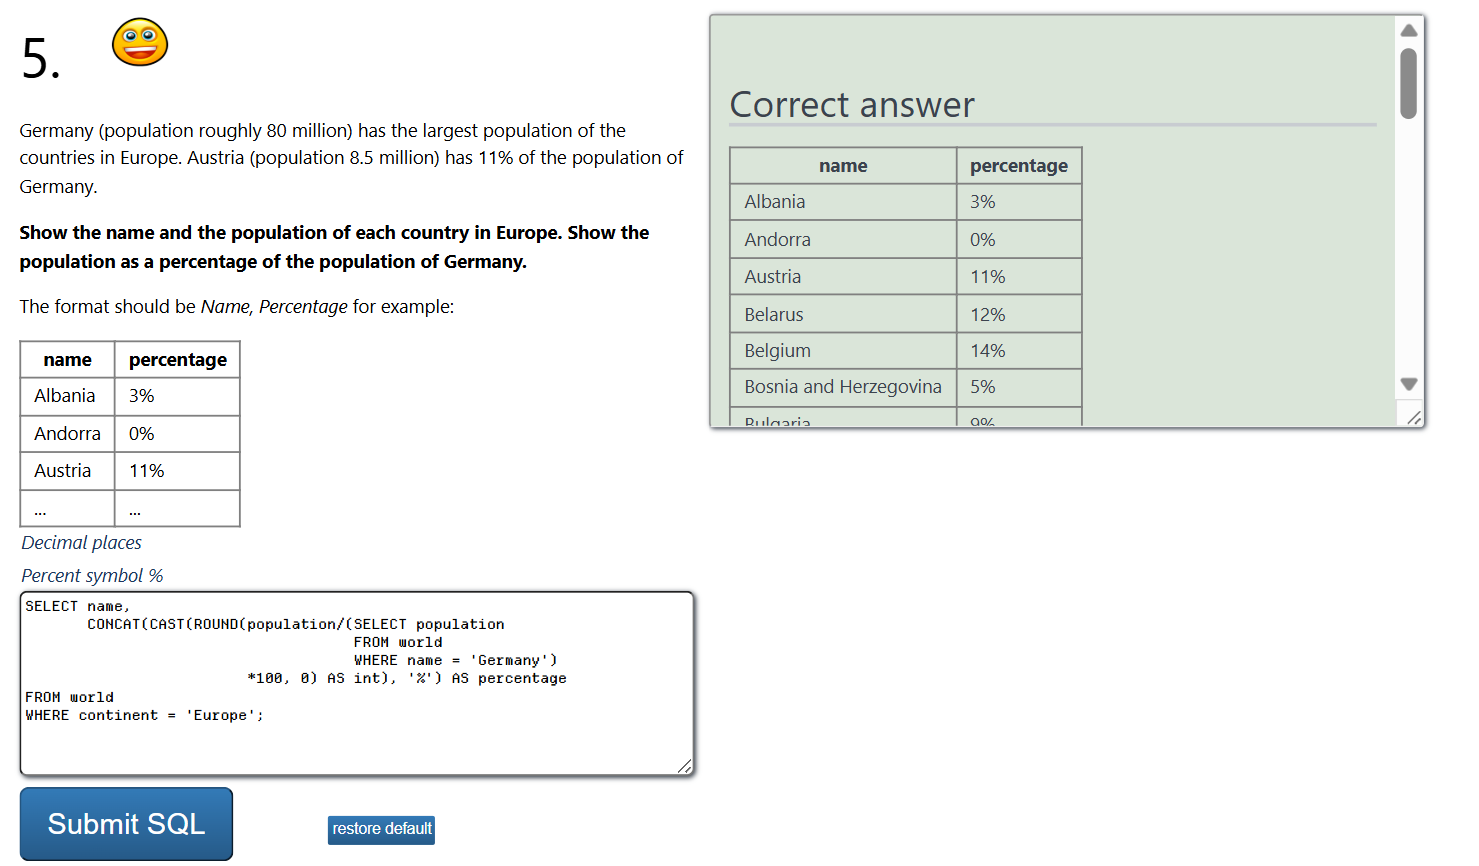 5.
Germany (population roughly 80 million) has the largest population of the
countries in Europe. Austria (population 8.5 million) has 11% of the population of
Germany.
Show the name and the population of each country in Europe. Show the
population as a percentage of the population of Germany.
The format should be Name, Percentage for example:
name percentage
Albania 3%
Andorra 0%
Austria 11%
... ...
Decimal places
Percent symbol %
SELECT name,
CONCAT(CAST(ROUND(population/(SELECT population
FROM world
WHERE name = 'Germany')
*100, 0) AS int), '%') AS percentage
FROM world
WHERE continent = 'Europe';
Submit SQL
restore default
Correct answer
name percentage
Albania 3%
Andorra 0%
Austria 11%
Belarus 12%
Belgium 14%
Bosnia and Herzegovina 5%
Bulgaria 9%